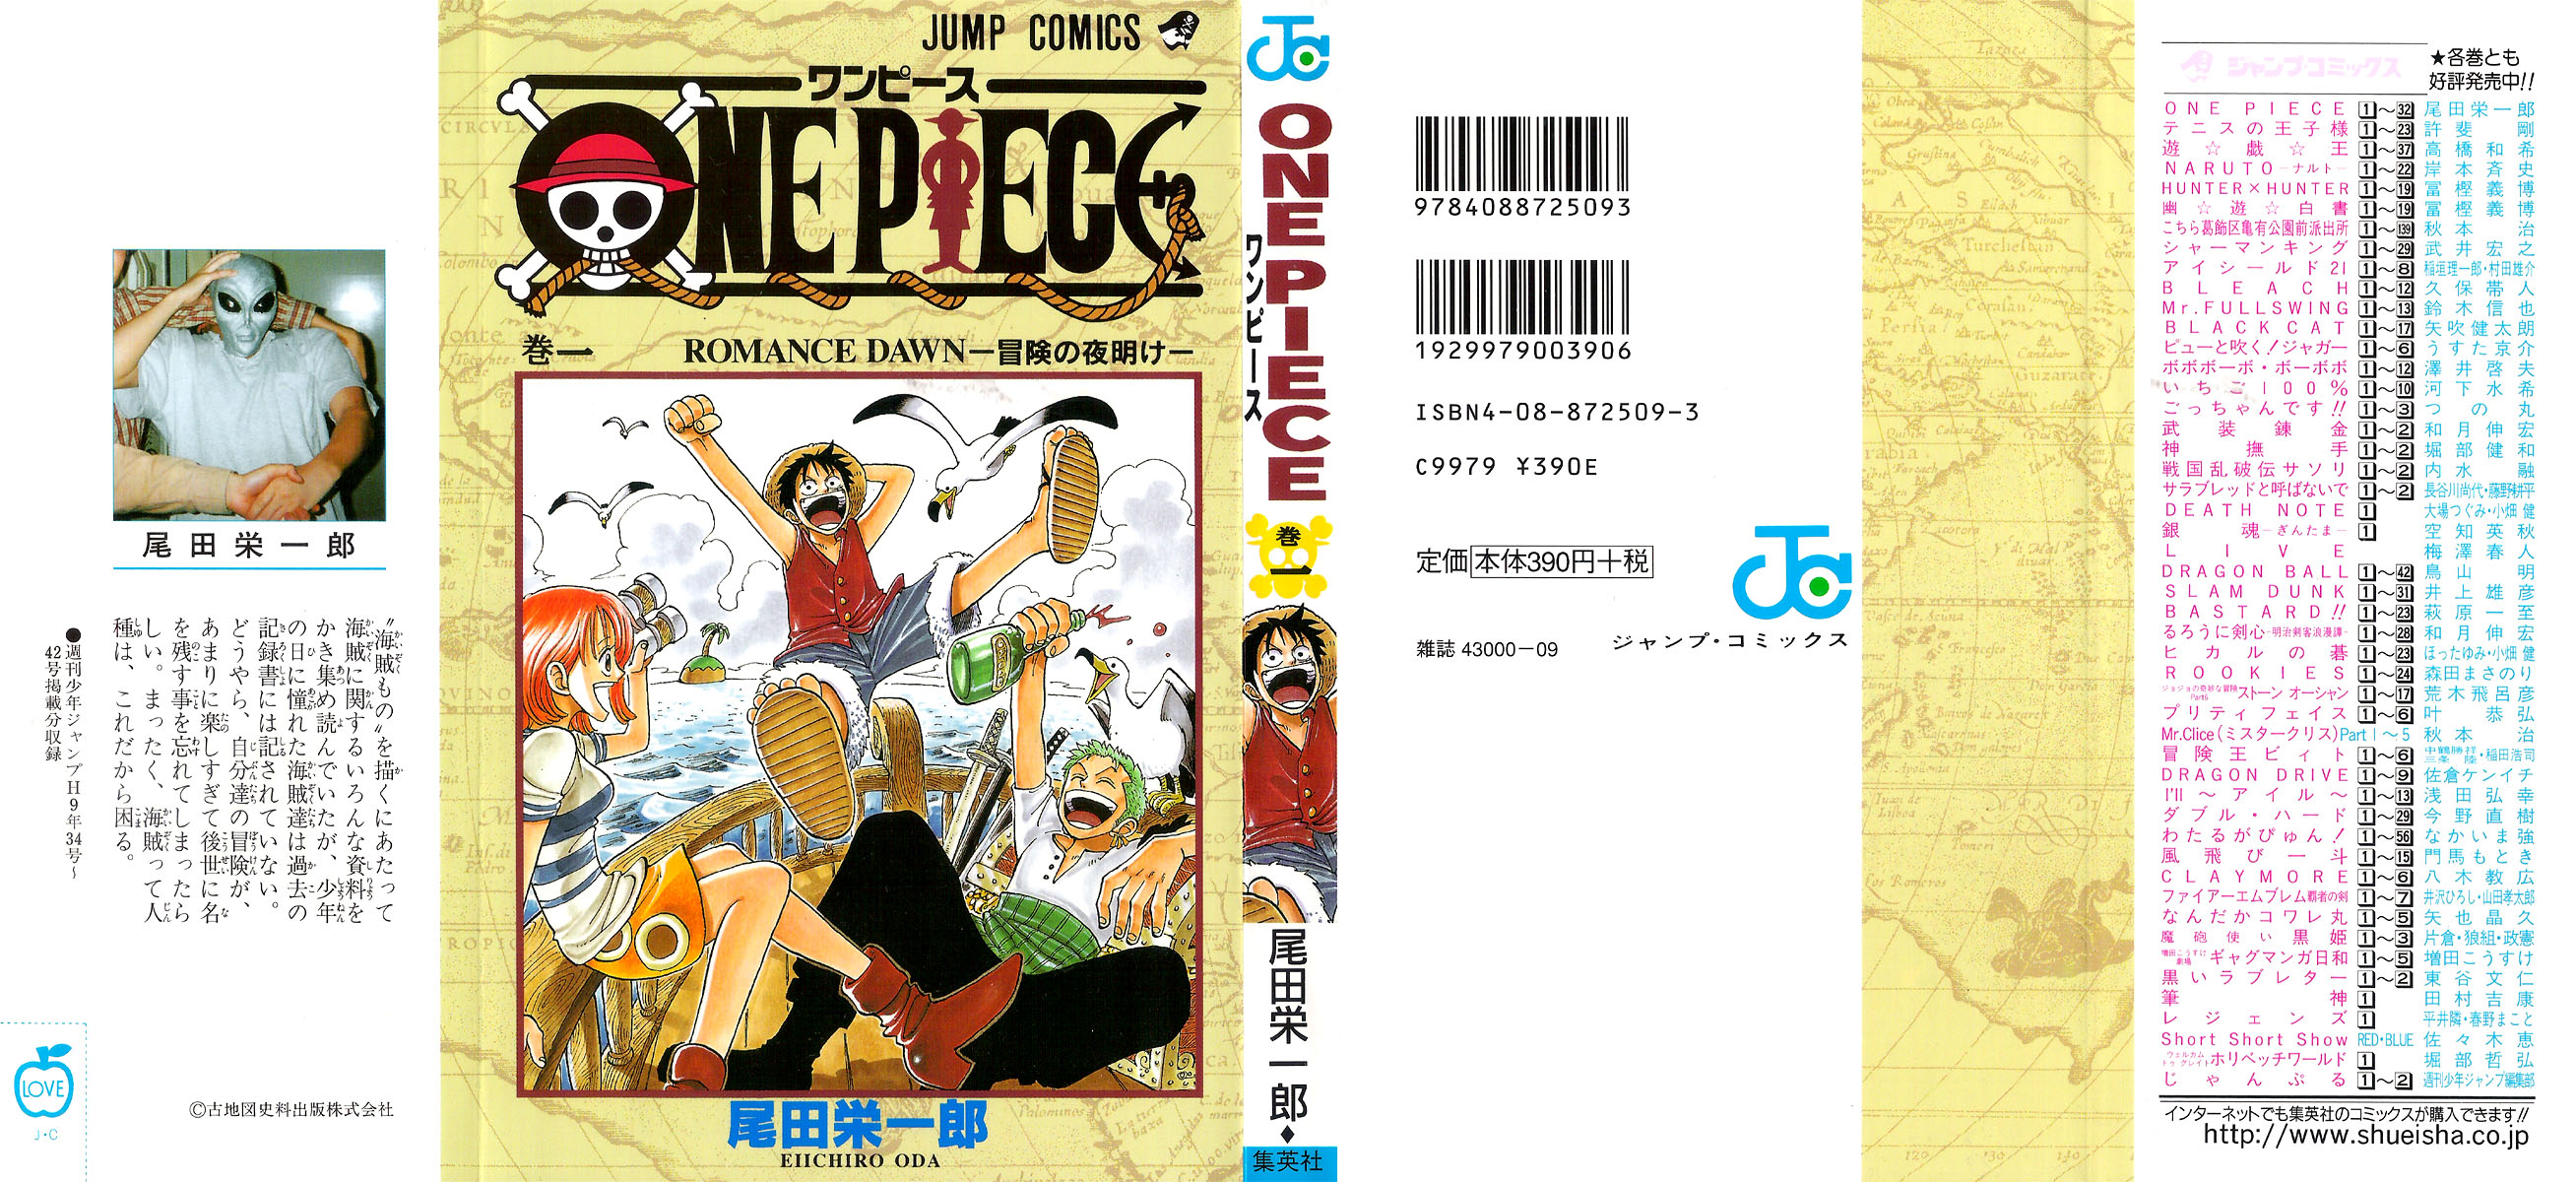 尾田栄一郎
“海賊もの”を描くにあたって
海賊に関するいろんな資料を
かき集め読んでいたが、少年
の日に憧れた海賊達は過去の
記録書には記されていない。
どうやら、自分達の冒険が、
あまりに楽しすぎて後世に名
を残す事を忘れてしまったら
しい。まったく、海賊って人
種は、これだから困る。
●週刊少年ジャンプH9年34号〜
42号掲載分収録
LOVE
J・C
©古地図史料出版株式会社
JUMP COMICS
ワンピース
ONE PIECE
巻一
ROMANCE DAWN—冒険の夜明け—
尾田栄一郎
EIICHIRO ODA
JC
ONE PIECE
ワンピース
巻一
尾田栄一郎
集英社
9784088725093
1929979003906
ISBN4-08-872509-3
C9979 ¥390E
定価 本体390円+税
雑誌 43000-09
JC
ジャンプ・コミックス
ジャンプ・コミックス
★各巻とも
好評発売中!!
ONE PIECE 1〜32 尾田栄一郎
テニスの王子様 1〜23 許斐 剛
遊☆戯☆王 1〜37 高橋和希
NARUTO—ナルト— 1〜22 岸本斉史
HUNTER×HUNTER 1〜19 冨樫義博
幽☆遊☆白書 1〜19 冨樫義博
こちら葛飾区亀有公園前派出所 1〜139 秋本 治
シャーマンキング 1〜29 武井宏之
アイシールド21 1〜8 稲垣理一郎・村田雄介
BLEACH 1〜12 久保帯人
Mr.FULLSWING 1〜13 鈴木信也
BLACK CAT 1〜17 矢吹健太朗
ピューと吹く!ジャガー 1〜6 うすた京介
ボボボーボ・ボーボボ 1〜12 澤井啓夫
いちご100% 1〜10 河下水希
ごっちゃんです!! 1〜3 つの丸
武装錬金 1〜2 和月伸宏
神撫手 1〜2 堀部健和
戦国乱破伝サソリ 1〜2 内水 融
サラブレッドと呼ばないで 1〜2 長谷川尚代・藤野耕平
DEATH NOTE 1 大場つぐみ・小畑 健
銀魂—ぎんたま— 1 空知英秋
LIVE 梅澤春人
DRAGON BALL 1〜42 鳥山 明
SLAM DUNK 1〜31 井上雄彦
BASTARD!! 1〜23 萩原一至
るろうに剣心-明治剣客浪漫譚- 1〜28 和月伸宏
ヒカルの碁 1〜23 ほったゆみ・小畑 健
ROOKIES 1〜24 森田まさのり
ジョジョの奇妙な冒険 Part6 ストーン オーシャン 1〜17 荒木飛呂彦
プリティフェイス 1〜6 叶 恭弘
Mr.Clice(ミスタークリス) Part 1〜5 秋本 治
冒険王ビィト 1〜6 三条 陸・稲田浩司
DRAGON DRIVE 1〜9 佐倉ケンイチ
I'll〜アイル〜 1〜13 浅田弘幸
ダブル・ハード 1〜29 今野直樹
わたるがぴゅん! 1〜56 なかいま強
風飛び一斗 1〜15 門馬もとき
CLAYMORE 1〜6 八木教広
ファイアーエムブレム覇者の剣 1〜7 井沢ひろし・山田孝太郎
なんだかコワレ丸 1〜5 矢也晶久
魔砲使い黒姫 1〜3 片倉・狼組・政憲
増田こうすけ劇場 ギャグマンガ日和 1〜5 増田こうすけ
黒いラブレター 1〜2 東谷文仁
筆神 1 田村吉康
レジェンズ 1 平井隣・春野まこと
Short Short Show RED・BLUE 佐々木恵
ウェルカム トゥ グレイト ホリベッチワールド 1 堀部哲弘
じゃんぷる 1〜2 週刊少年ジャンプ編集部
インターネットでも集英社のコミックスが購入できます!!
http://www.shueisha.co.jp